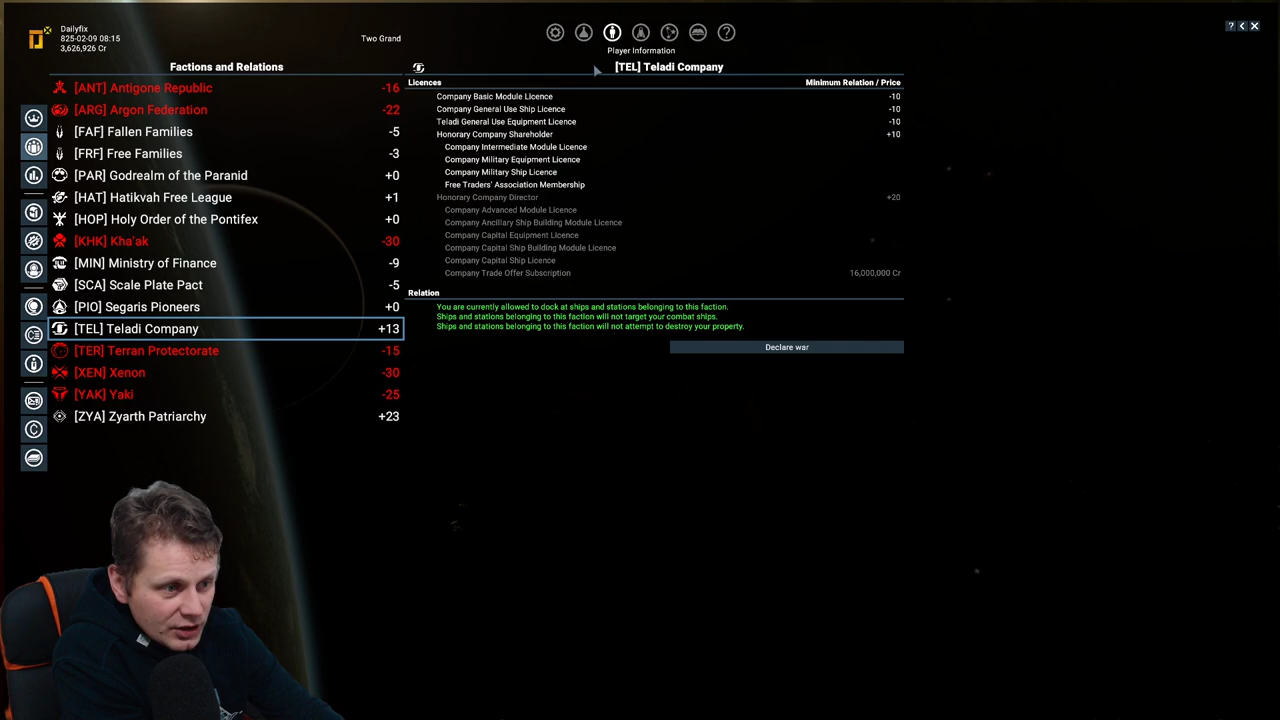 Dailyfix
825-02-09 08:15
3,626,926 Cr
Two Grand
Player Information
Factions and Relations
[ANT] Antigone Republic -16
[ARG] Argon Federation -22
[FAF] Fallen Families -5
[FRF] Free Families -3
[PAR] Godrealm of the Paranid +0
[HAT] Hatikvah Free League +1
[HOP] Holy Order of the Pontifex +0
[KHK] Kha'ak -30
[MIN] Ministry of Finance -9
[SCA] Scale Plate Pact -5
[PIO] Segaris Pioneers +0
[TEL] Teladi Company +13
[TER] Terran Protectorate -15
[XEN] Xenon -30
[YAK] Yaki -25
[ZYA] Zyarth Patriarchy +23
[TEL] Teladi Company
Licences Minimum Relation / Price
Company Basic Module Licence -10
Company General Use Ship Licence -10
Teladi General Use Equipment Licence -10
Honorary Company Shareholder +10
Company Intermediate Module Licence
Company Military Equipment Licence
Company Military Ship Licence
Free Traders' Association Membership
Honorary Company Director +20
Company Advanced Module Licence
Company Ancillary Ship Building Module Licence
Company Capital Equipment Licence
Company Capital Ship Building Module Licence
Company Capital Ship Licence
Company Trade Offer Subscription 16,000,000 Cr
Relation
You are currently allowed to dock at ships and stations belonging to this faction.
Ships and stations belonging to this faction will not target your combat ships.
Ships and stations belonging to this faction will not attempt to destroy your property.
Declare war